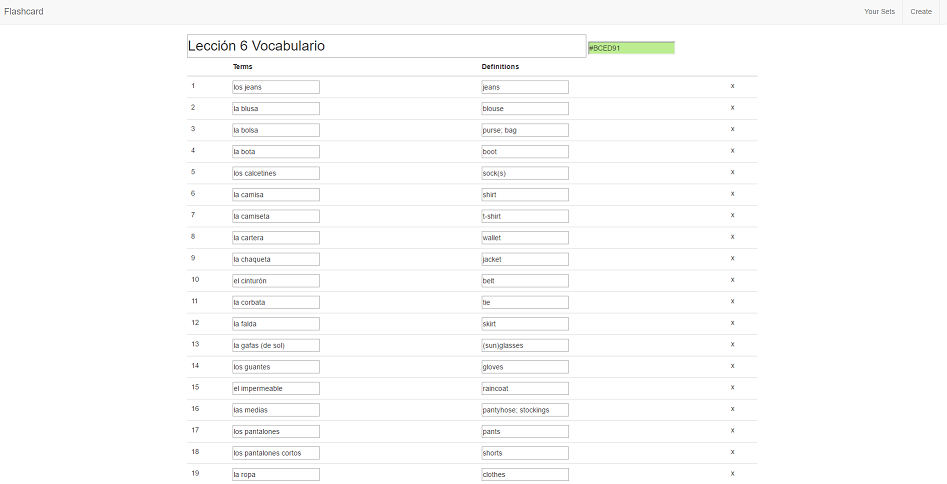 Flashcard Your Sets Create
Lección 6 Vocabulario #BCED91
Terms Definitions
1 los jeans jeans x
2 la blusa blouse x
3 la bolsa purse; bag x
4 la bota boot x
5 los calcetines sock(s) x
6 la camisa shirt x
7 la camiseta t-shirt x
8 la cartera wallet x
9 la chaqueta jacket x
10 el cinturón belt x
11 la corbata tie x
12 la falda skirt x
13 la gafas (de sol) (sun)glasses x
14 los guantes gloves x
15 el impermeable raincoat x
16 las medias pantyhose; stockings x
17 los pantalones pants x
18 los pantalones cortos shorts x
19 la ropa clothes x